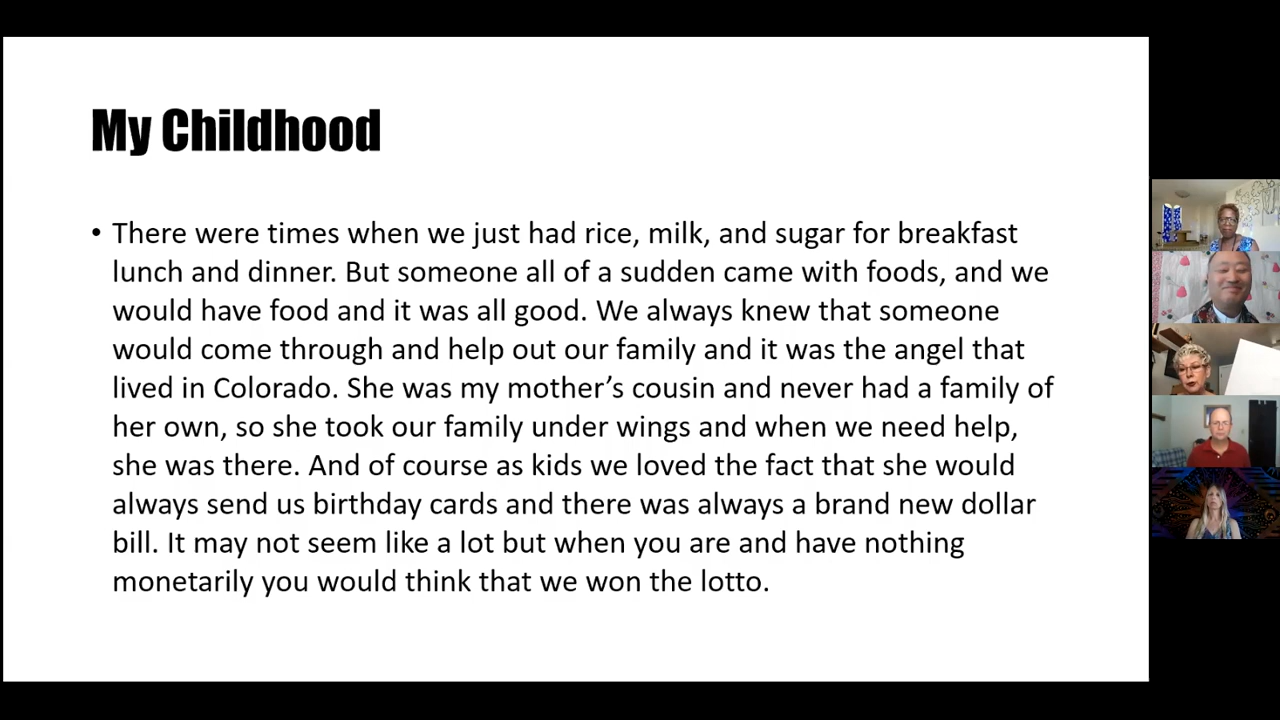 My Childhood
• There were times when we just had rice, milk, and sugar for breakfast
lunch and dinner. But someone all of a sudden came with foods, and we
would have food and it was all good. We always knew that someone
would come through and help out our family and it was the angel that
lived in Colorado. She was my mother’s cousin and never had a family of
her own, so she took our family under wings and when we need help,
she was there. And of course as kids we loved the fact that she would
always send us birthday cards and there was always a brand new dollar
bill. It may not seem like a lot but when you are and have nothing
monetarily you would think that we won the lotto.